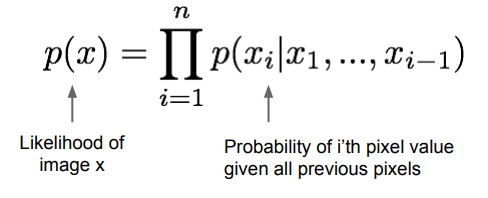 n
p(x) = ∏ p(x_i|x_1, ..., x_{i−1})
i=1
Likelihood of
image x
Probability of i'th pixel value
given all previous pixels